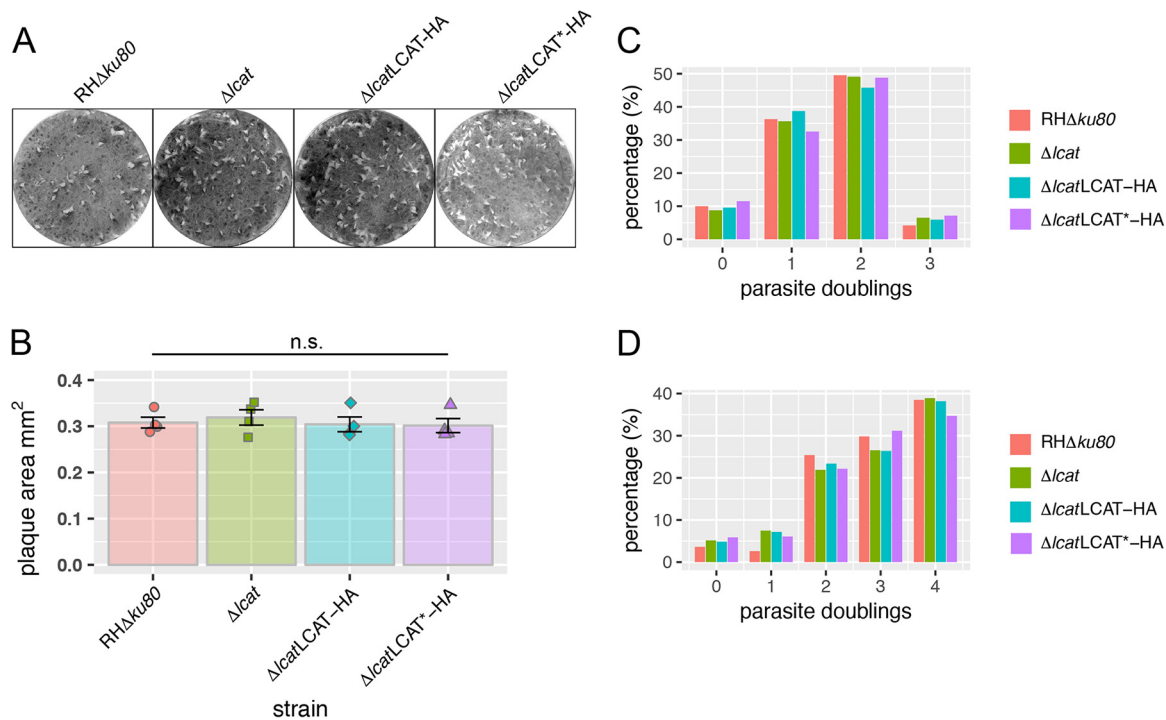 A
RHΔku80
Δlcat
ΔlcatLCAT-HA
ΔlcatLCAT*-HA
B
n.s.
plaque area mm²
0.4
0.3
0.2
0.1
0.0
RHΔku80
Δlcat
ΔlcatLCAT–HA
ΔlcatLCAT*–HA
strain
C
percentage (%)
50
40
30
20
10
0
0 1 2 3
parasite doublings
RHΔku80
Δlcat
ΔlcatLCAT–HA
ΔlcatLCAT*–HA
D
percentage (%)
40
30
20
10
0
0 1 2 3 4
parasite doublings
RHΔku80
Δlcat
ΔlcatLCAT–HA
ΔlcatLCAT*–HA